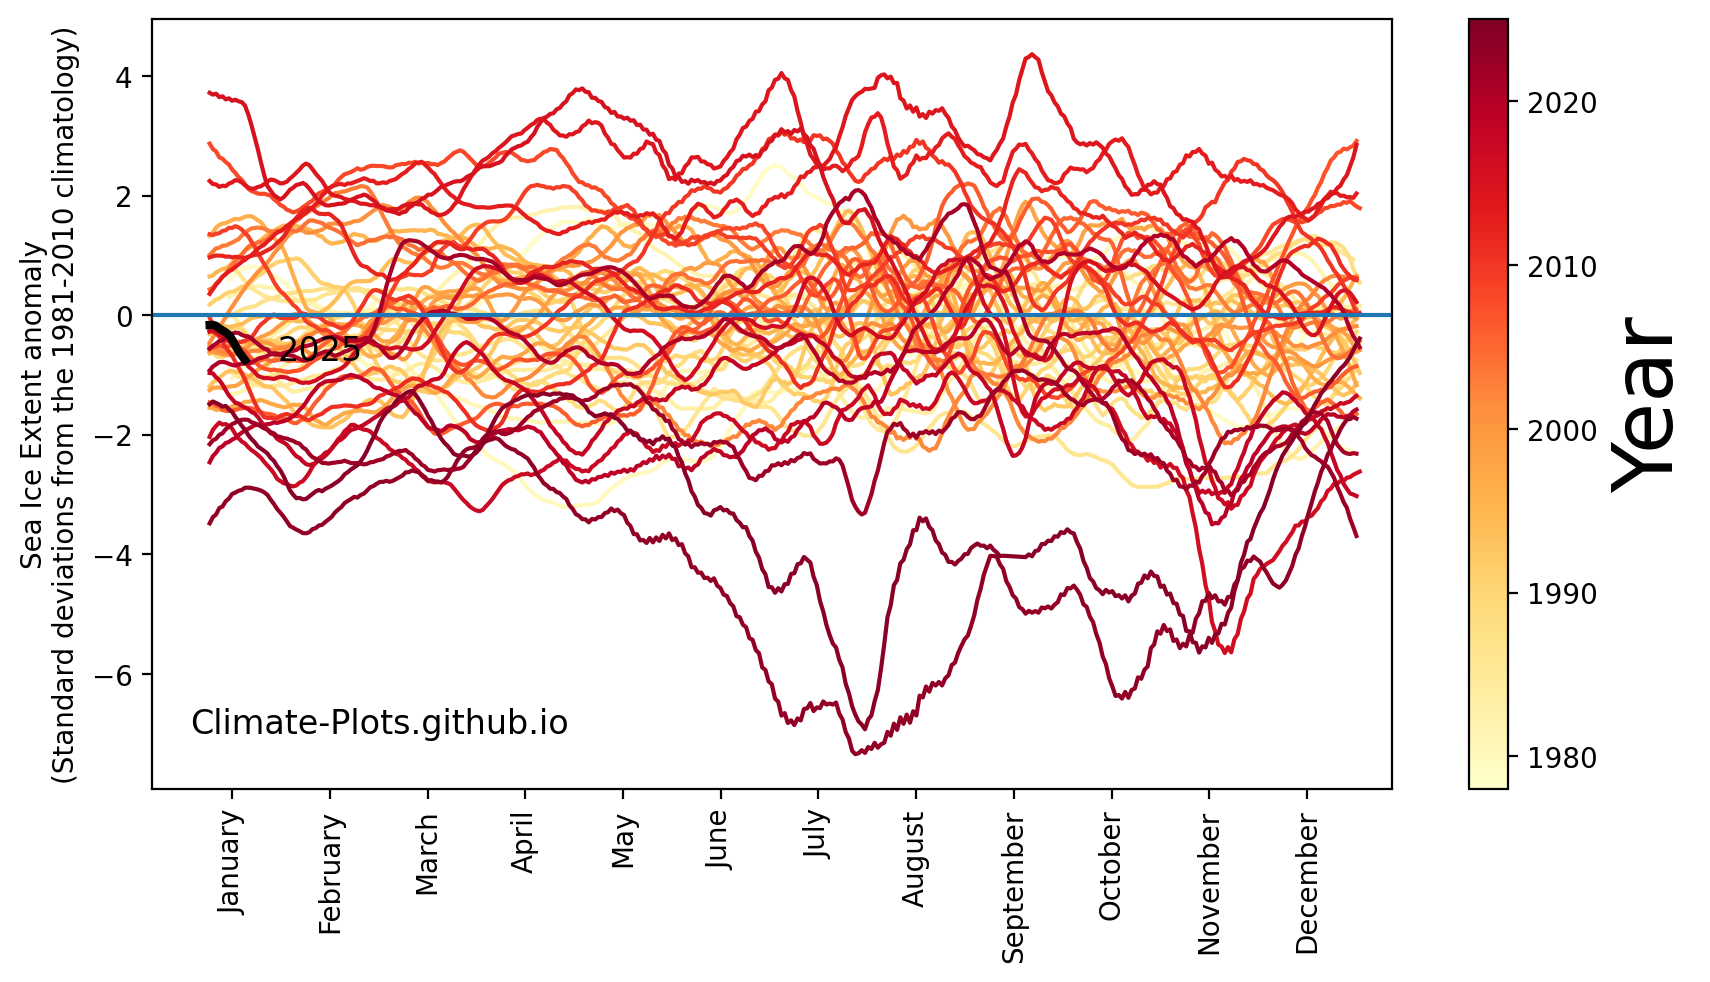 Sea Ice Extent anomaly
(Standard deviations from the 1981-2010 climatology)
4
2
0
−2
−4
−6
2025
Climate-Plots.github.io
January
February
March
April
May
June
July
August
September
October
November
December
2020
2010
2000
1990
1980
Year